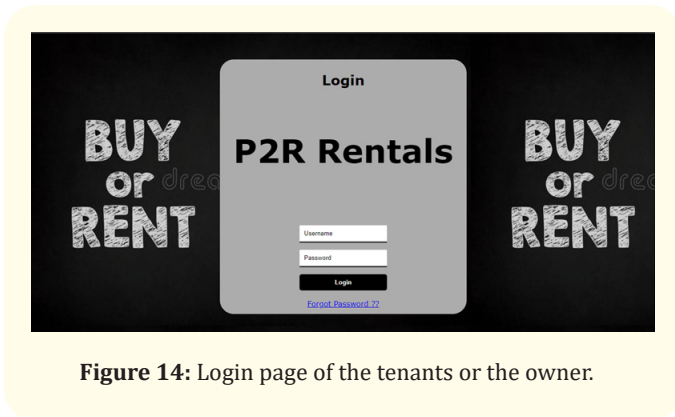 Login
P2R Rentals
BUY
or
RENT
BUY
or
RENT
Username
Password
Login
Forgot Password ??
Figure 14: Login page of the tenants or the owner.